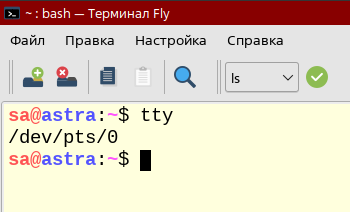 ~ : bash — Терминал Fly
Файл Правка Настройка Справка
ls
sa@astra:~$ tty
/dev/pts/0
sa@astra:~$